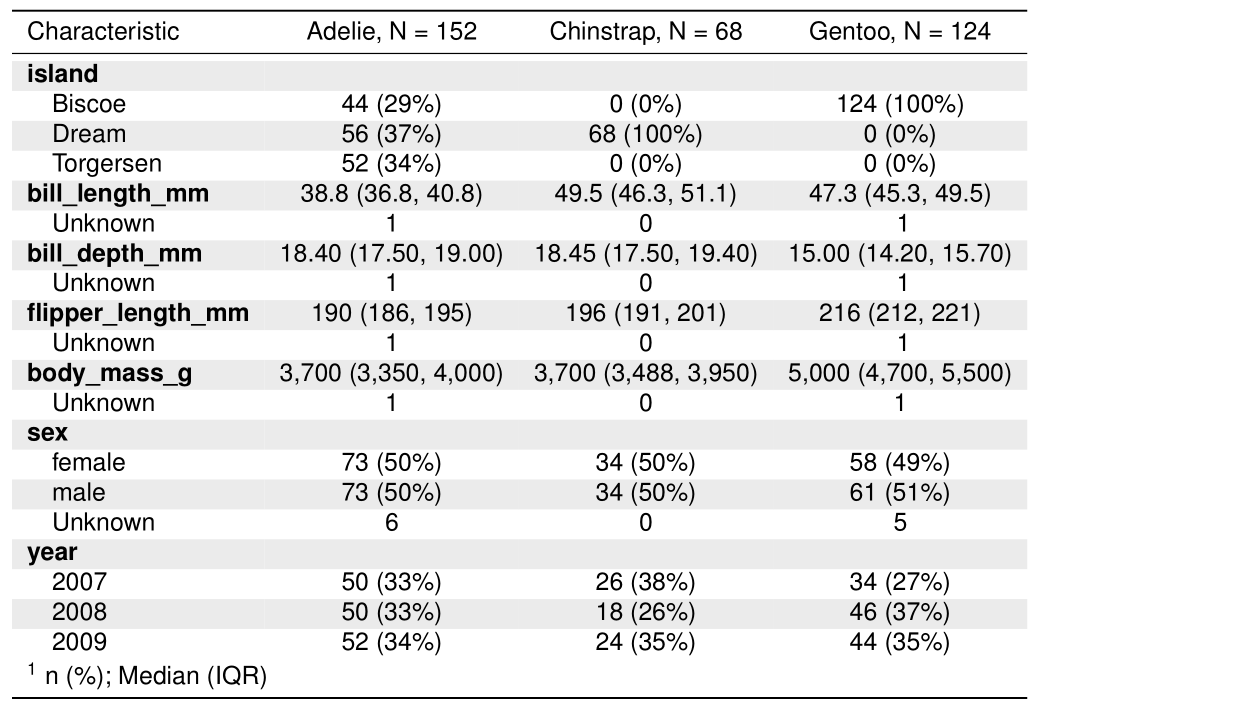 Characteristic Adelie, N = 152 Chinstrap, N = 68 Gentoo, N = 124
island
Biscoe 44 (29%) 0 (0%) 124 (100%)
Dream 56 (37%) 68 (100%) 0 (0%)
Torgersen 52 (34%) 0 (0%) 0 (0%)
bill_length_mm 38.8 (36.8, 40.8) 49.5 (46.3, 51.1) 47.3 (45.3, 49.5)
Unknown 1 0 1
bill_depth_mm 18.40 (17.50, 19.00) 18.45 (17.50, 19.40) 15.00 (14.20, 15.70)
Unknown 1 0 1
flipper_length_mm 190 (186, 195) 196 (191, 201) 216 (212, 221)
Unknown 1 0 1
body_mass_g 3,700 (3,350, 4,000) 3,700 (3,488, 3,950) 5,000 (4,700, 5,500)
Unknown 1 0 1
sex
female 73 (50%) 34 (50%) 58 (49%)
male 73 (50%) 34 (50%) 61 (51%)
Unknown 6 0 5
year
2007 50 (33%) 26 (38%) 34 (27%)
2008 50 (33%) 18 (26%) 46 (37%)
2009 52 (34%) 24 (35%) 44 (35%)
¹ n (%); Median (IQR)